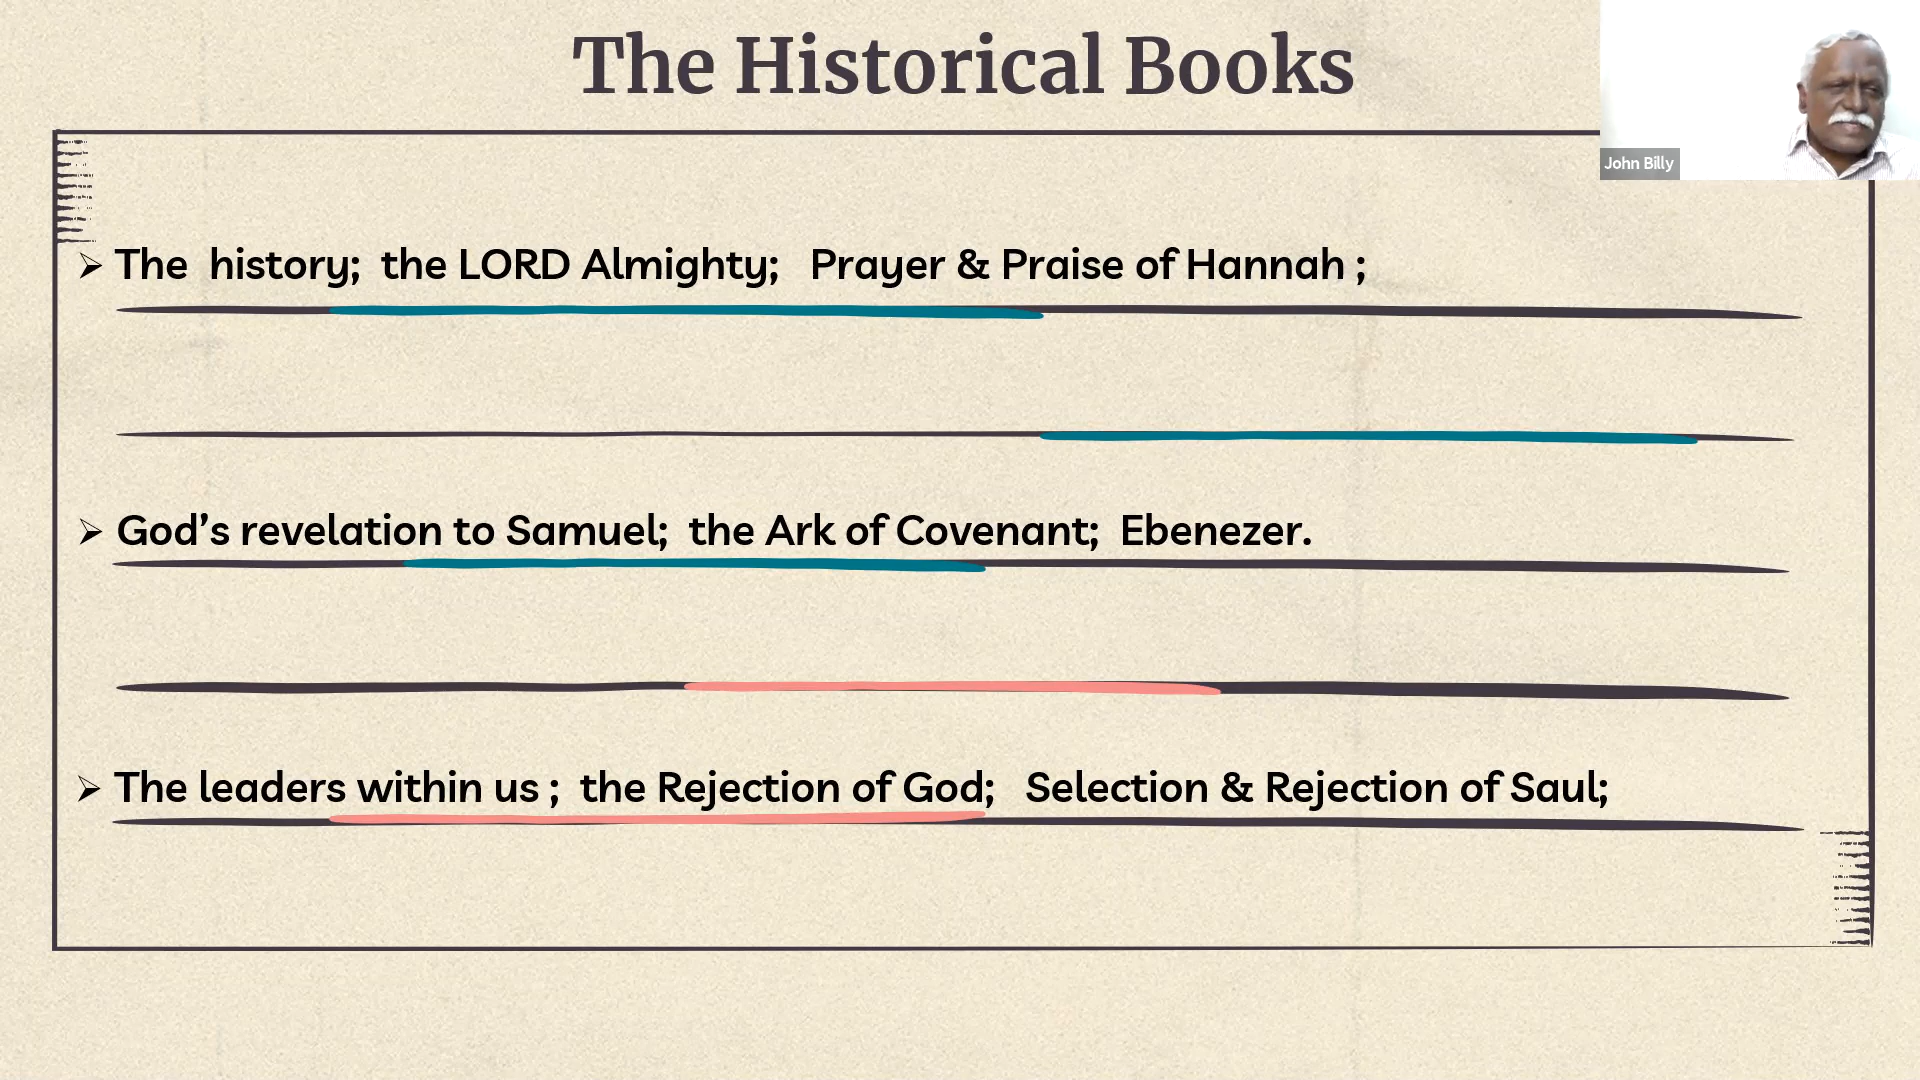 The Historical Books
John Billy
➢ The history; the LORD Almighty; Prayer & Praise of Hannah ;
➢ God’s revelation to Samuel; the Ark of Covenant; Ebenezer.
➢ The leaders within us ; the Rejection of God; Selection & Rejection of Saul;